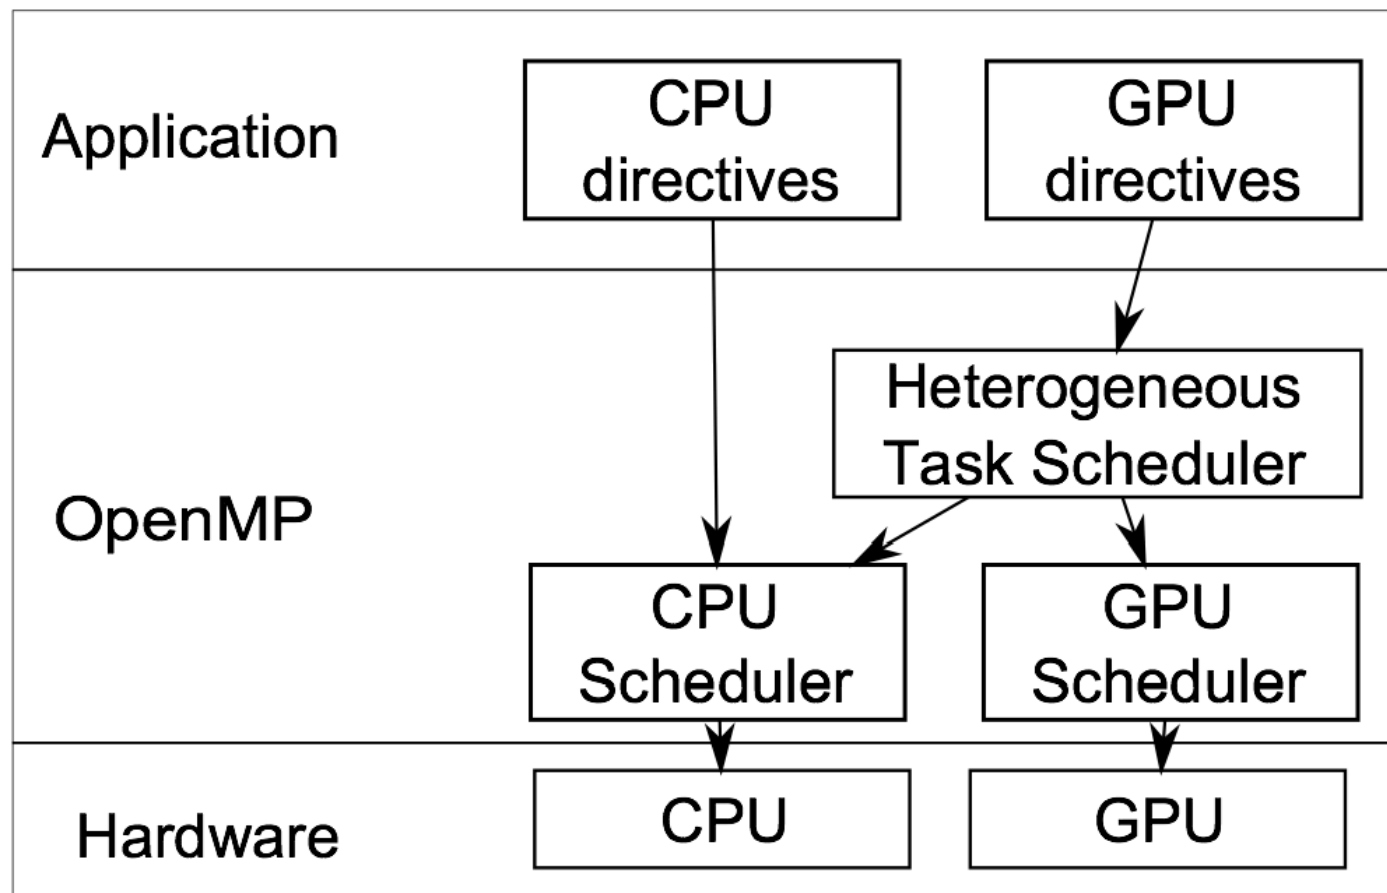 Application
CPU
directives
GPU
directives
OpenMP
Heterogeneous
Task Scheduler
CPU
Scheduler
GPU
Scheduler
Hardware
CPU
GPU